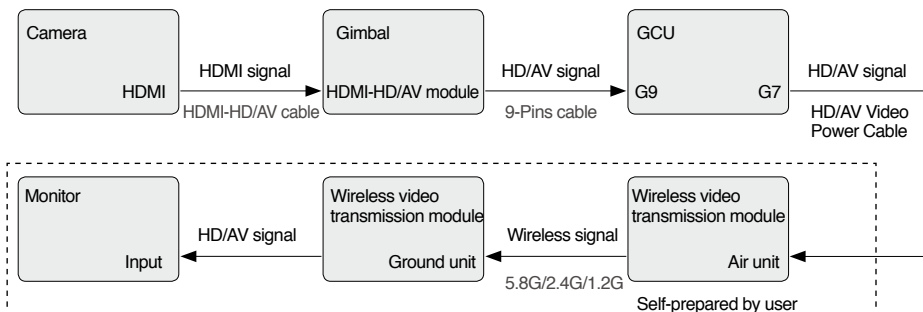 Camera
HDMI
HDMI signal
HDMI-HD/AV cable
Gimbal
HDMI-HD/AV module
HD/AV signal
9-Pins cable
GCU
G9
G7
HD/AV signal
HD/AV Video
Power Cable
Monitor
Input
HD/AV signal
Wireless video
transmission module
Ground unit
Wireless signal
5.8G/2.4G/1.2G
Wireless video
transmission module
Air unit
Self-prepared by user